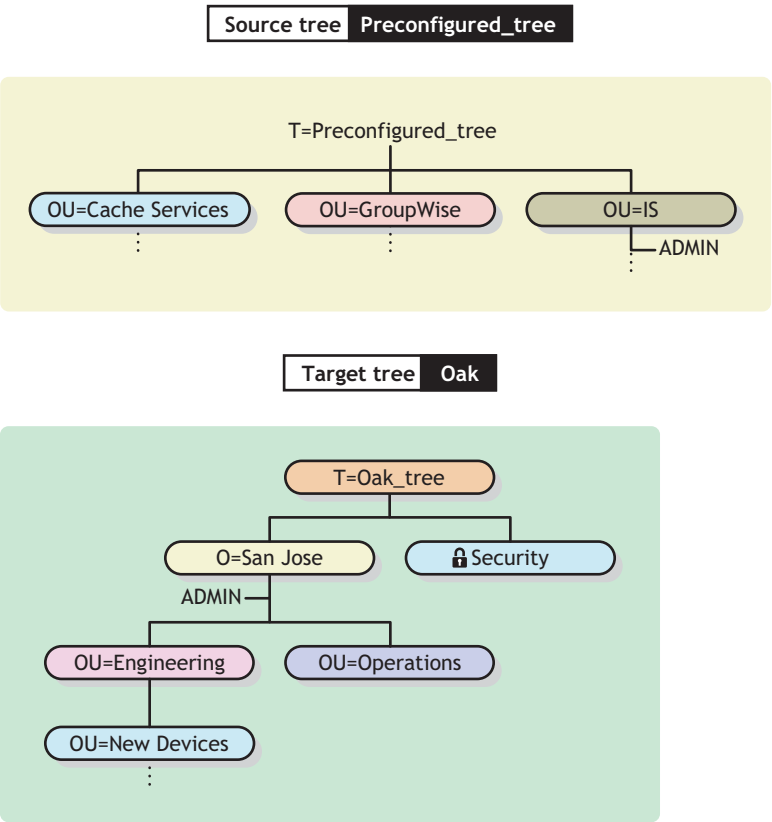 Source tree Preconfigured_tree
T=Preconfigured_tree
OU=Cache Services OU=GroupWise OU=IS
ADMIN
Target tree Oak
T=Oak_tree
O=San Jose Security
ADMIN
OU=Engineering OU=Operations
OU=New Devices